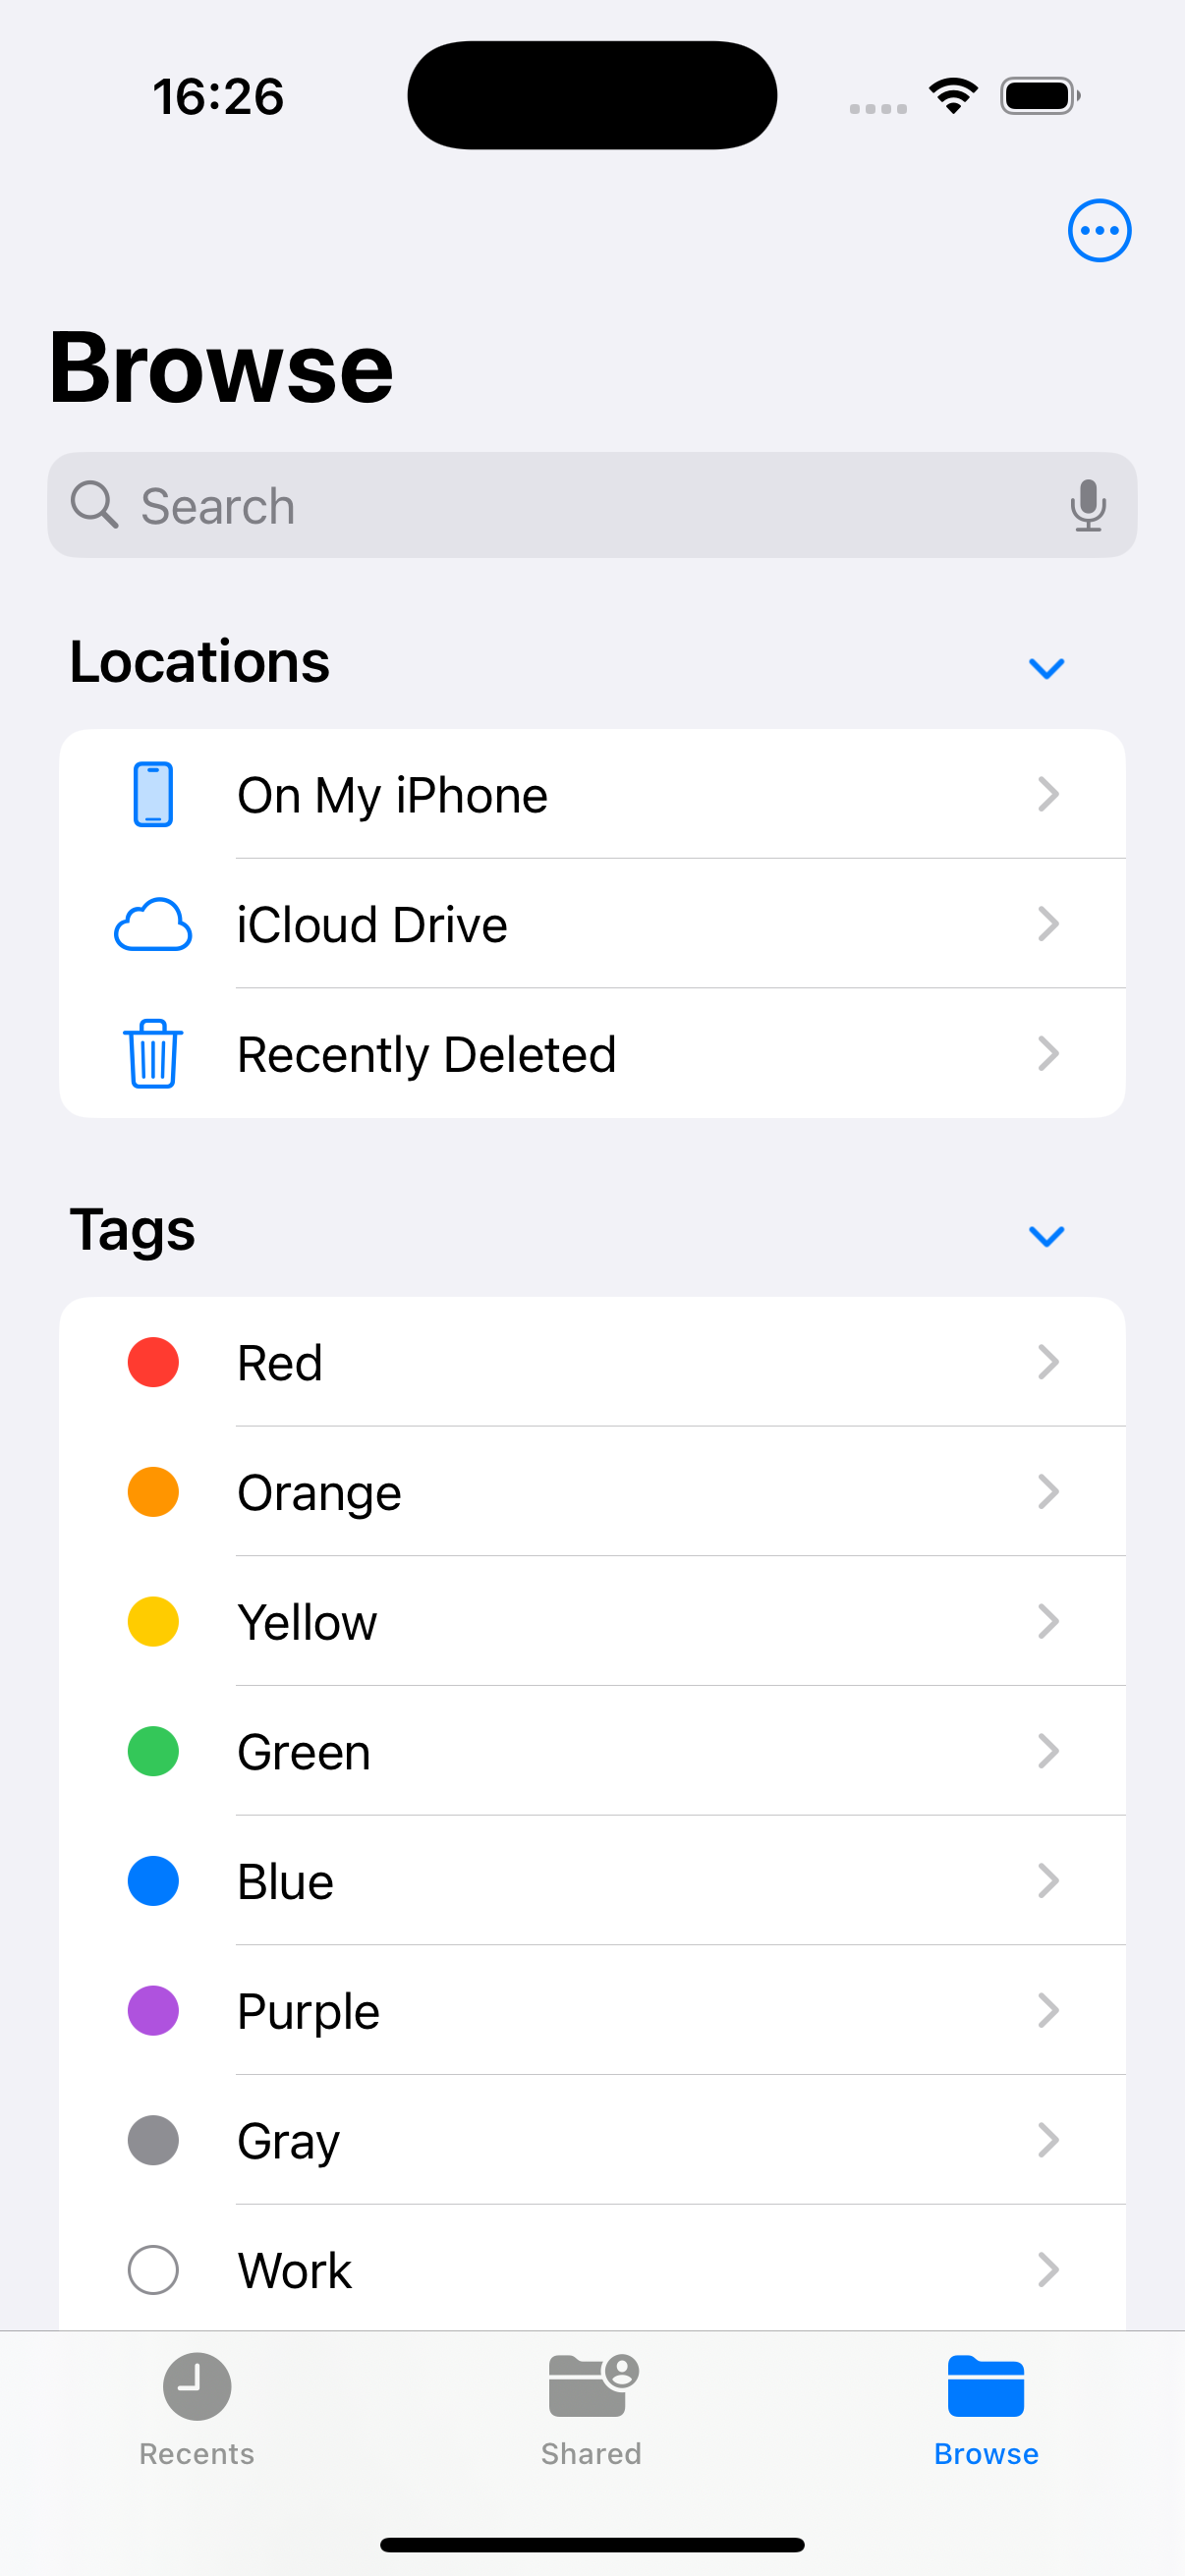 16:26
Browse
Search
Locations
On My iPhone
iCloud Drive
Recently Deleted
Tags
Red
Orange
Yellow
Green
Blue
Purple
Gray
Work
Recents
Shared
Browse